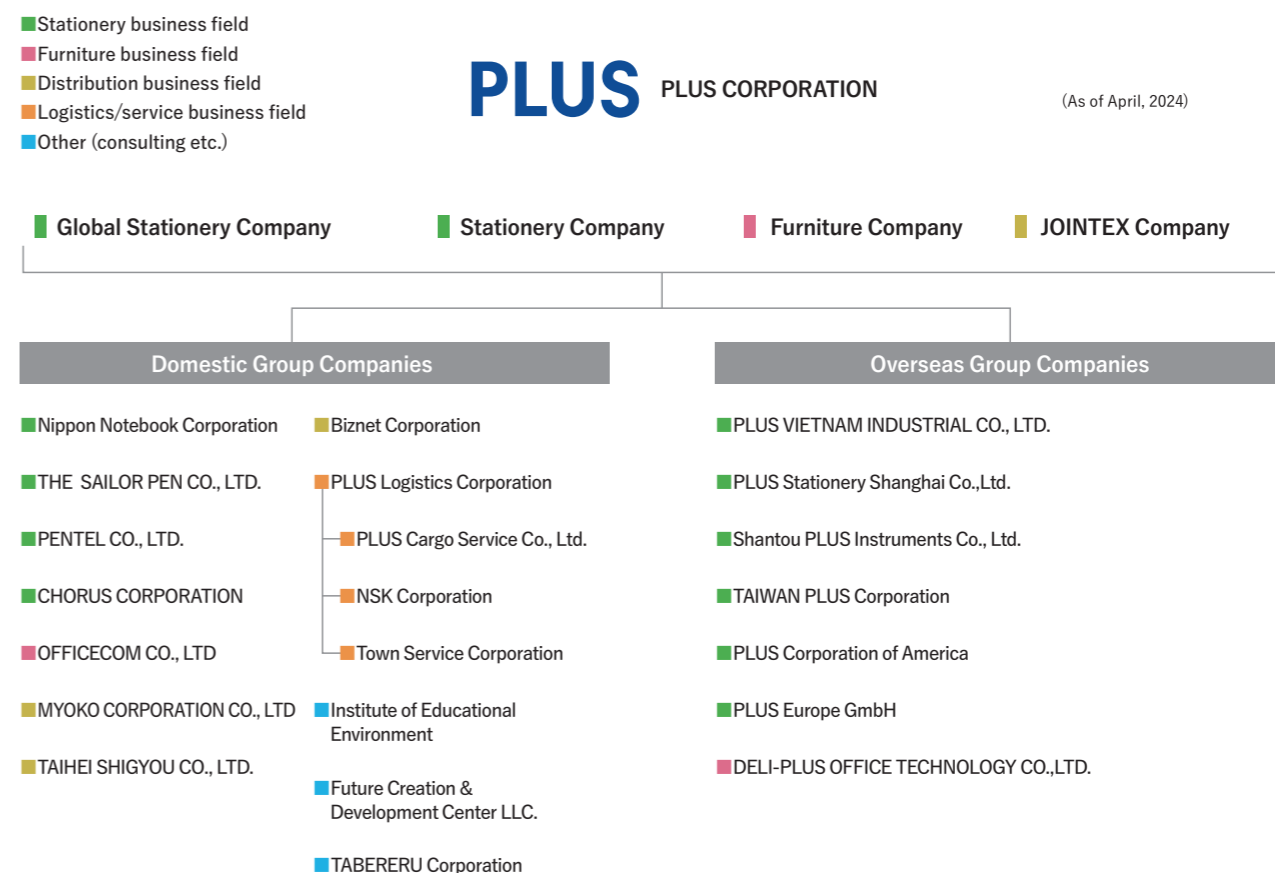 Stationery business field
Furniture business field
Distribution business field
Logistics/service business field
Other (consulting etc.)
PLUS PLUS CORPORATION
(As of April, 2024)
Global Stationery Company
Stationery Company
Furniture Company
JOINTEX Company
Domestic Group Companies
Nippon Notebook Corporation
THE SAILOR PEN CO., LTD.
PENTEL CO., LTD.
CHORUS CORPORATION
OFFICECOM CO., LTD
MYOKO CORPORATION CO., LTD
TAIHEI SHIGYOU CO., LTD.
Biznet Corporation
PLUS Logistics Corporation
PLUS Cargo Service Co., Ltd.
NSK Corporation
Town Service Corporation
Institute of Educational
Environment
Future Creation &
Development Center LLC.
TABERERU Corporation
Overseas Group Companies
PLUS VIETNAM INDUSTRIAL CO., LTD.
PLUS Stationery Shanghai Co.,Ltd.
Shantou PLUS Instruments Co., Ltd.
TAIWAN PLUS Corporation
PLUS Corporation of America
PLUS Europe GmbH
DELI-PLUS OFFICE TECHNOLOGY CO.,LTD.